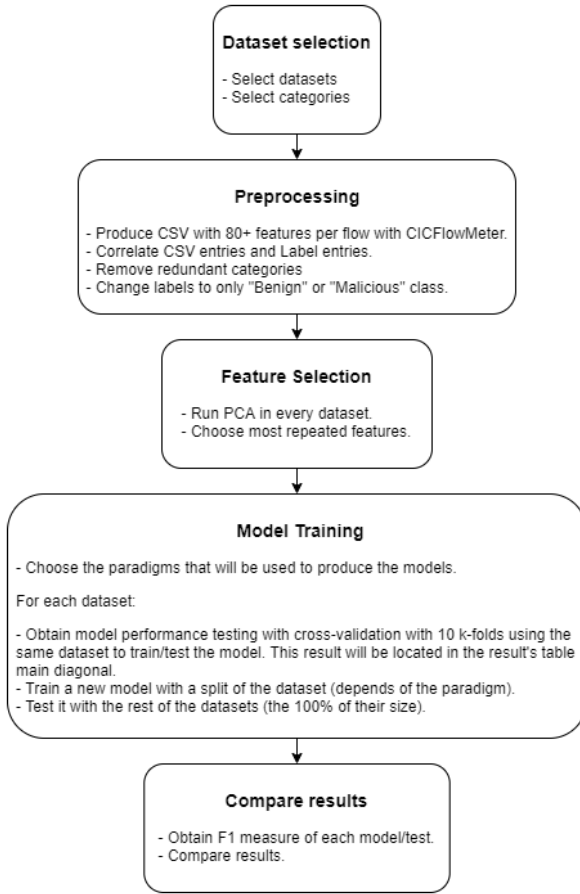 Dataset selection
- Select datasets
- Select categories
Preprocessing
- Produce CSV with 80+ features per flow with CICFlowMeter.
- Correlate CSV entries and Label entries.
- Remove redundant categories
- Change labels to only "Benign" or "Malicious" class.
Feature Selection
- Run PCA in every dataset.
- Choose most repeated features.
Model Training
- Choose the paradigms that will be used to produce the models.
For each dataset:
- Obtain model performance testing with cross-validation with 10 k-folds using the
same dataset to train/test the model. This result will be located in the result's table
main diagonal.
- Train a new model with a split of the dataset (depends of the paradigm).
- Test it with the rest of the datasets (the 100% of their size).
Compare results
- Obtain F1 measure of each model/test.
- Compare results.